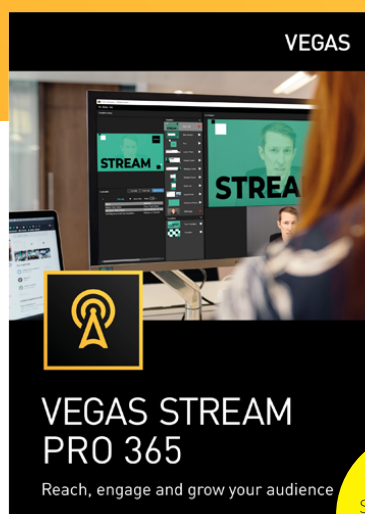 VEGAS
STREAM
STREA
VEGAS STREAM
PRO 365
Reach, engage and grow your audience
S